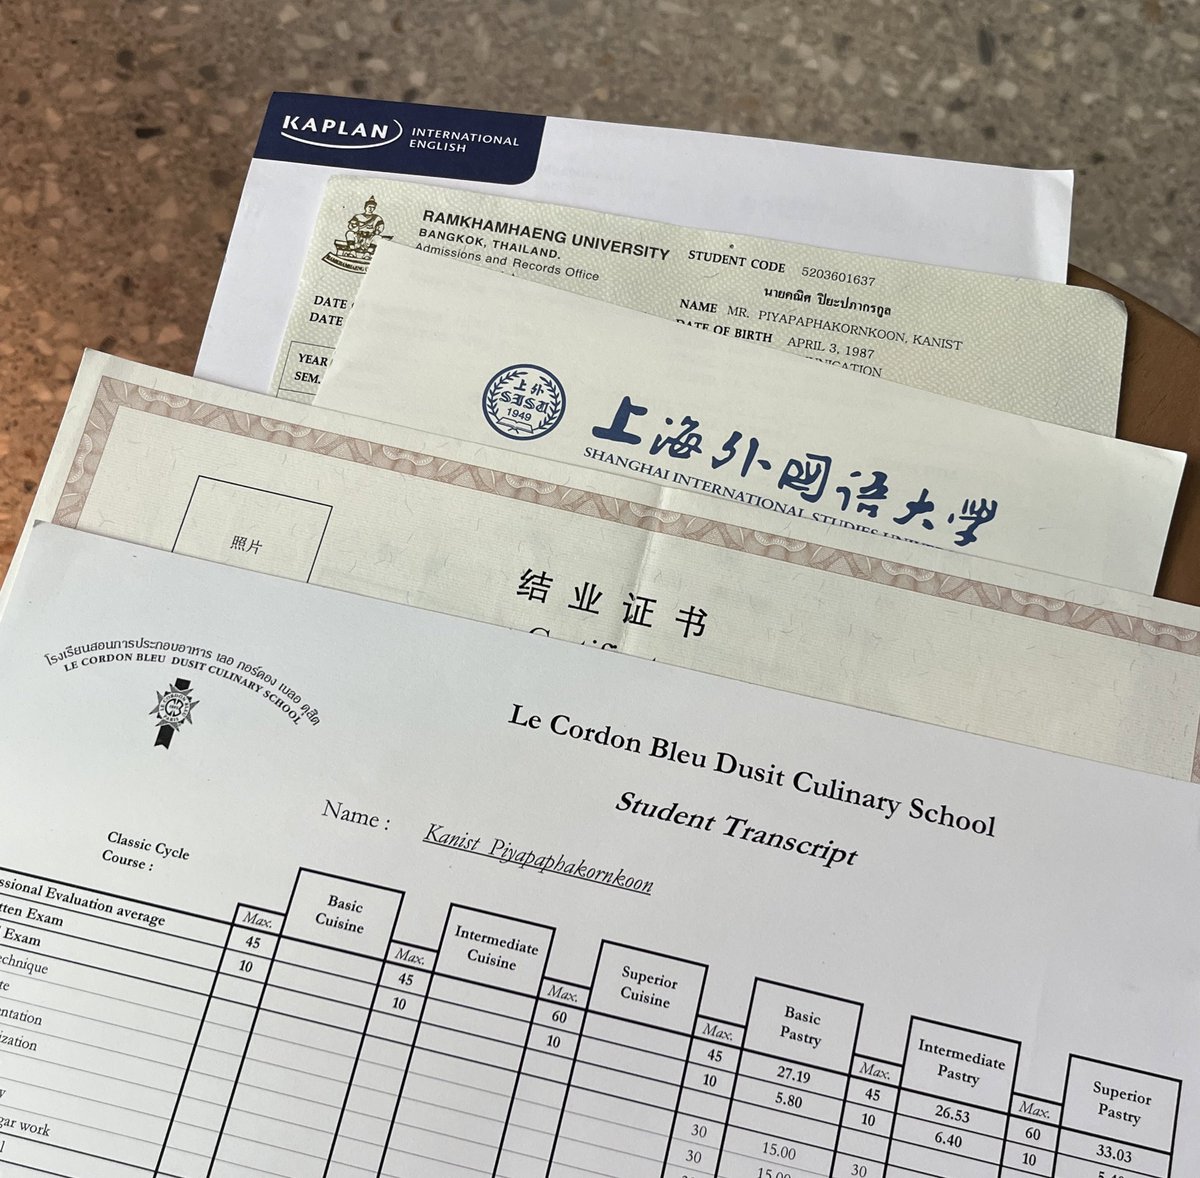 KAPLAN INTERNATIONAL
ENGLISH
RAMKHAMHAENG UNIVERSITY
BANGKOK, THAILAND.
Admissions and Records Office
STUDENT CODE 5203601637
นายคณิศ ปิยะปภากรกูล
NAME MR. PIYAPAPHAKORNKOON, KANIST
DATE OF BIRTH APRIL 3, 1987
DATE
DATE
YEAR
SEM.
上外
SISU
1949
上海外国语大学
SHANGHAI INTERNATIONAL STUDIES
照片
结业证书
โรงเรียนสอนการประกอบอาหาร เลอ กอร์ดอง เบลอ ดุสิต
LE CORDON BLEU DUSIT CULINARY SCHOOL
Le Cordon Bleu Dusit Culinary School
Student Transcript
Name : Kanist Piyapaphakornkoon
Classic Cycle
Course :
Max. Basic Cuisine Max. Intermediate Cuisine Max. Superior Cuisine Max. Basic Pastry Max. Intermediate Pastry Max. Superior Pastry
Evaluation average 45 45 60 45 27.19 45 26.53 60 33.03
Exam 10 10 10 10 5.80 10 6.40 10
Exam
30 15.00 30
30
work